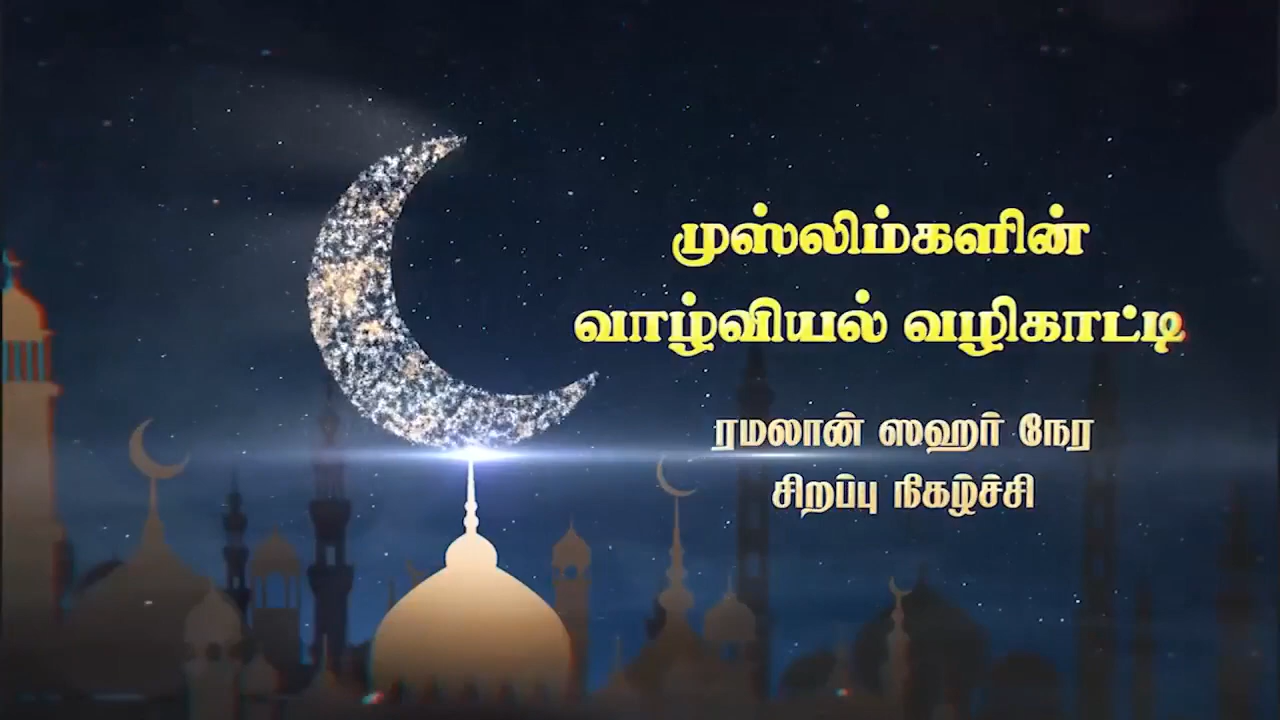 முஸ்லிம்களின்
வாழ்வியல் வழிகாட்டி
ரமலான் ஸஹர் நேர
சிறப்பு நிகழ்ச்சி